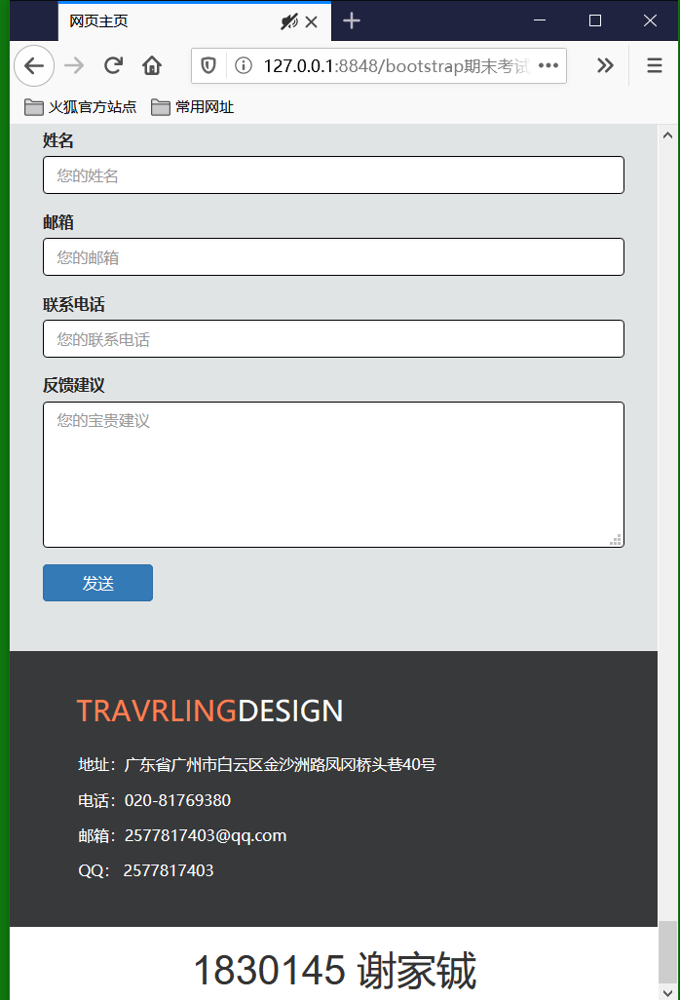 网页主页
127.0.0.1:8848/bootstrap期末考试
火狐官方站点 常用网址
姓名
您的姓名
邮箱
您的邮箱
联系电话
您的联系电话
反馈建议
您的宝贵建议
发送
TRAVRLINGDESIGN
地址：广东省广州市白云区金沙洲路凤冈桥头巷40号
电话：020-81769380
邮箱：2577817403@qq.com
QQ： 2577817403
1830145 谢家铖